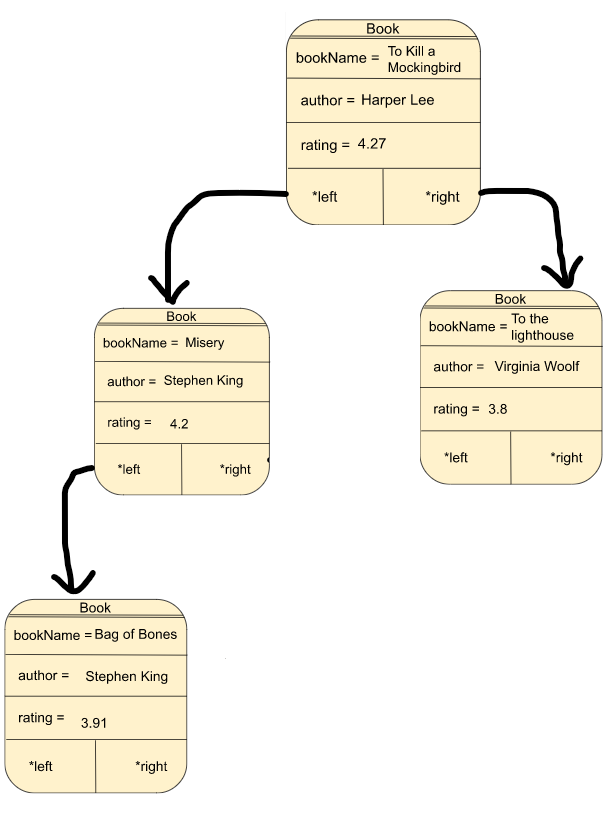 Book
bookName = To Kill a
Mockingbird
author = Harper Lee
rating = 4.27
*left *right
Book
bookName = Misery
author = Stephen King
rating = 4.2
*left *right
Book
bookName = To the
lighthouse
author = Virginia Woolf
rating = 3.8
*left *right
Book
bookName = Bag of Bones
author = Stephen King
rating = 3.91
*left *right